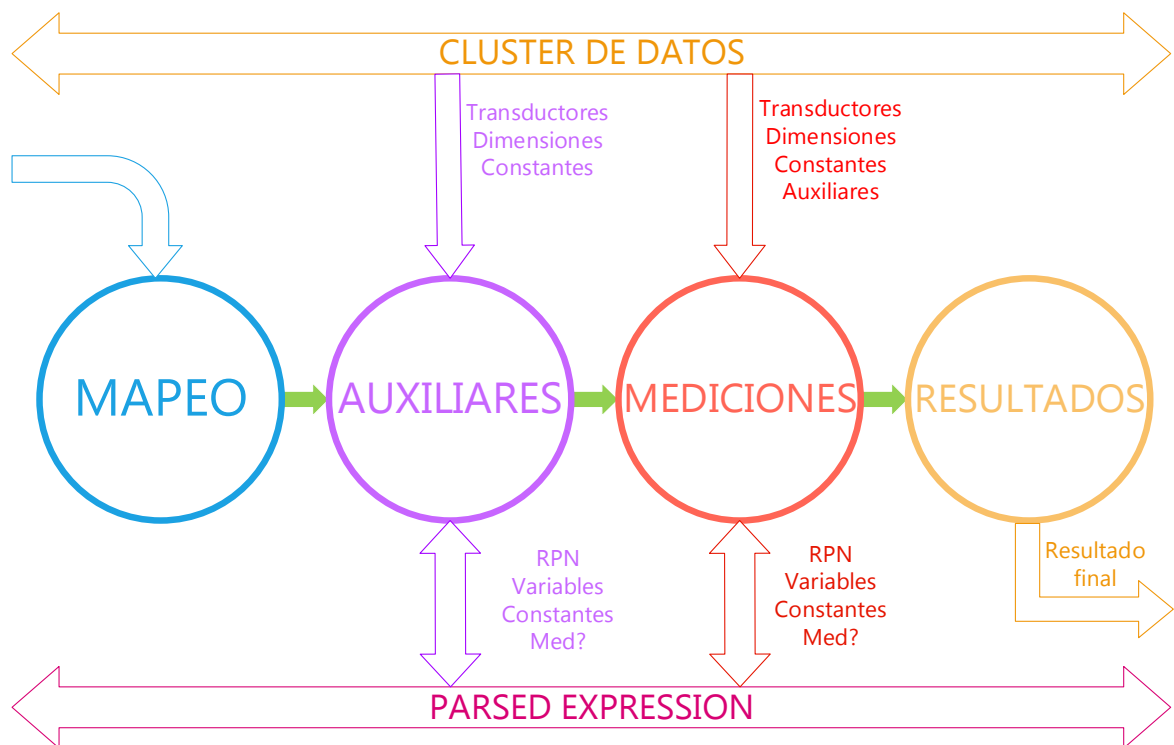 CLUSTER DE DATOS
Transductores
Dimensiones
Constantes
Transductores
Dimensiones
Constantes
Auxiliares
MAPEO
AUXILIARES
MEDICIONES
RESULTADOS
RPN
Variables
Constantes
Med?
RPN
Variables
Constantes
Med?
Resultado
final
PARSED EXPRESSION